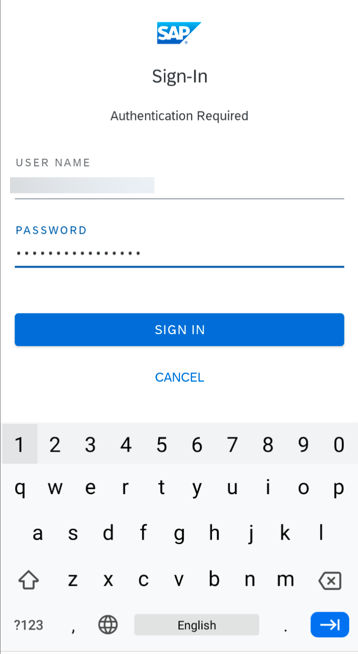 SAP
Sign-In
Authentication Required
USER NAME
PASSWORD
••••••••••••••••
SIGN IN
CANCEL
1 2 3 4 5 6 7 8 9 0
q w e r t y u i o p
a s d f g h j k l
z x c v b n m
?123 , English .